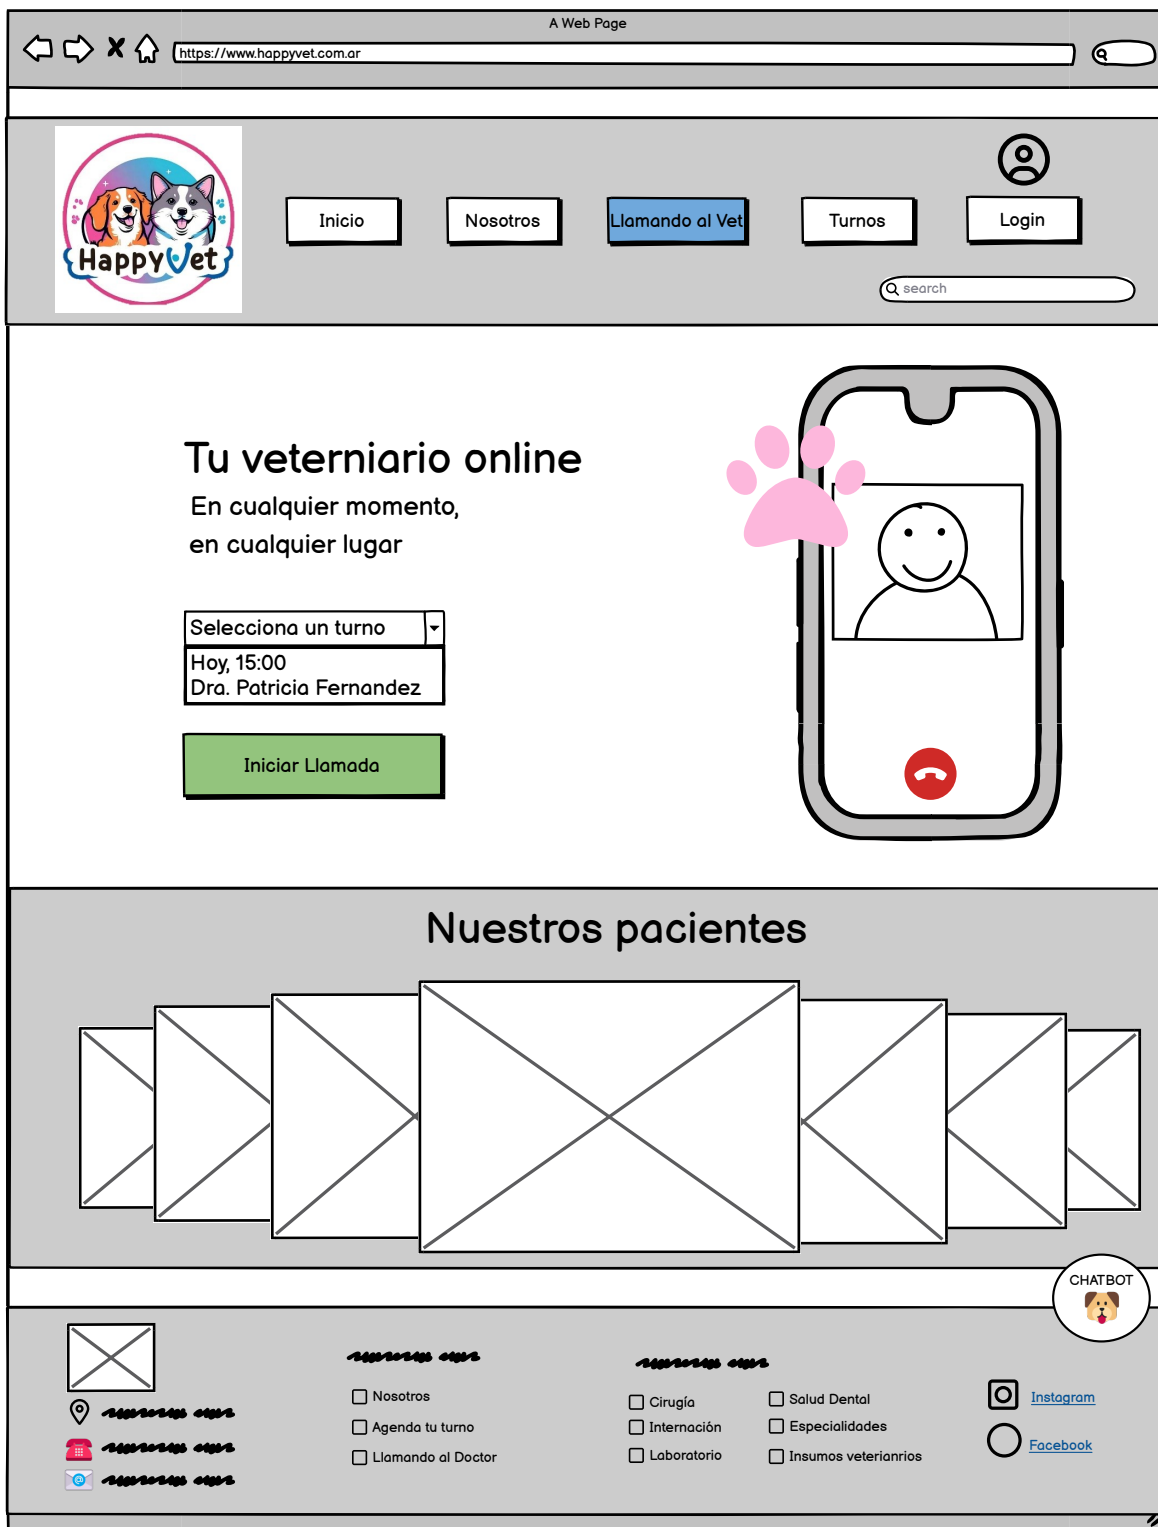 A Web Page
https://www.happyvet.com.ar
HappyVet
Inicio
Nosotros
Llamando al Vet
Turnos
Login
search
Tu veterniario online
En cualquier momento,
en cualquier lugar
Selecciona un turno
Hoy, 15:00
Dra. Patricia Fernandez
Iniciar Llamada
Nuestros pacientes
CHATBOT
Nosotros
Agenda tu turno
Llamando al Doctor
Cirugía
Internación
Laboratorio
Salud Dental
Especialidades
Insumos veterianrios
Instagram
Facebook